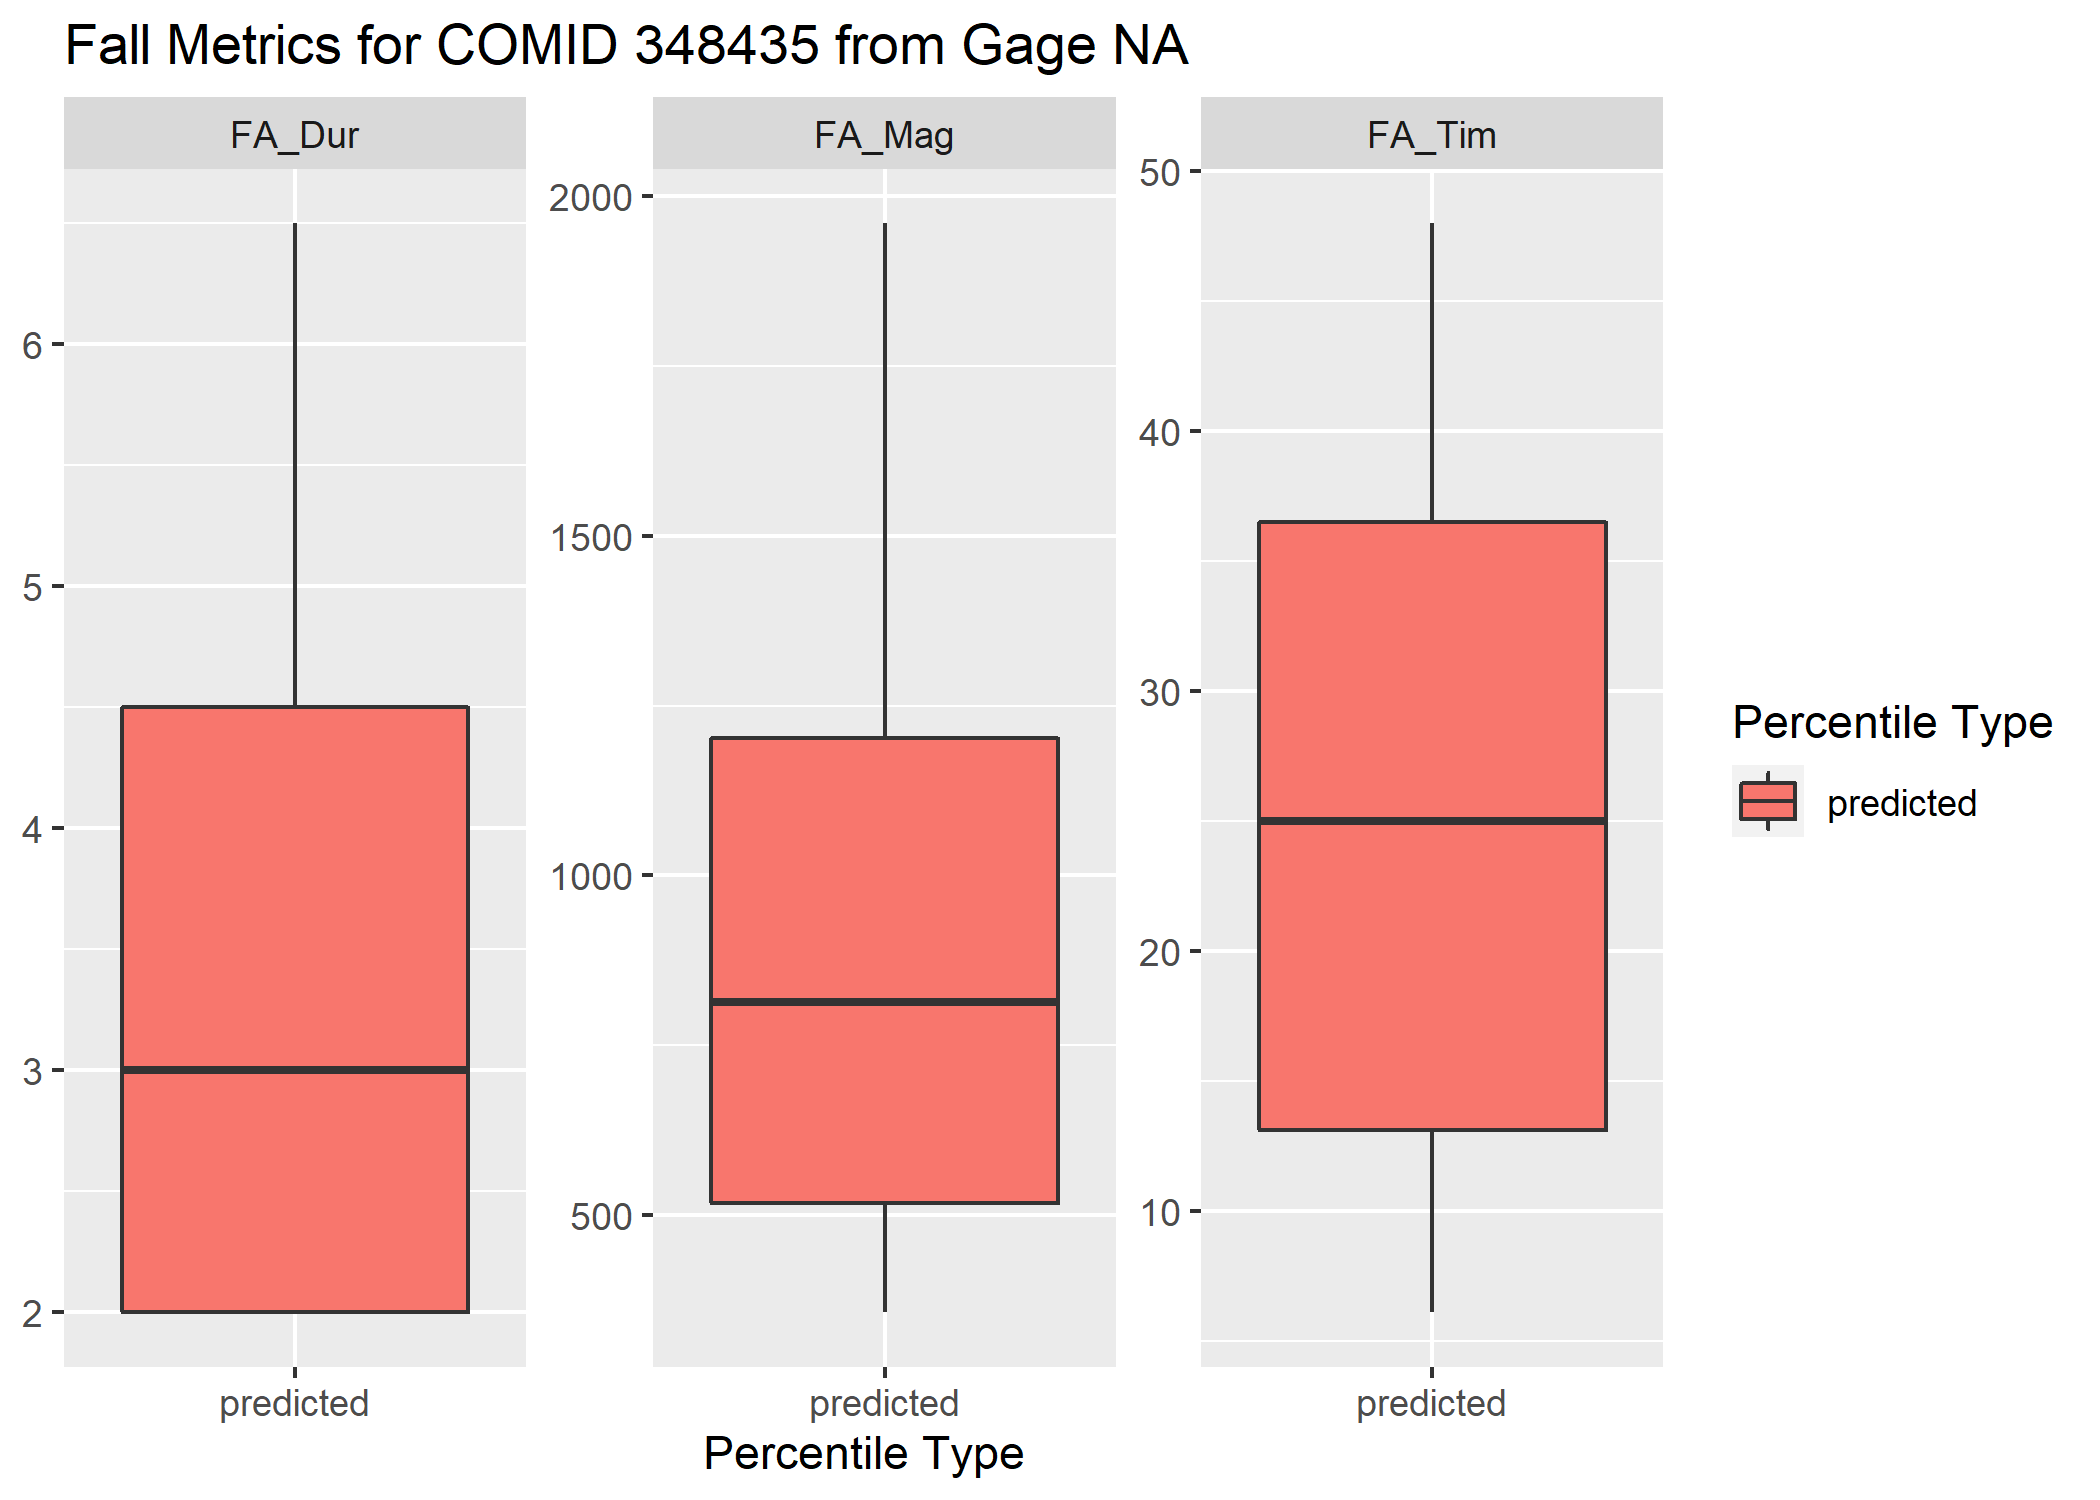 Fall Metrics for COMID 348435 from Gage NA
FA_Dur
FA_Mag
FA_Tim
6
5
4
3
2
2000
1500
1000
500
50
40
30
20
10
predicted
predicted
predicted
Percentile Type
Percentile Type
predicted